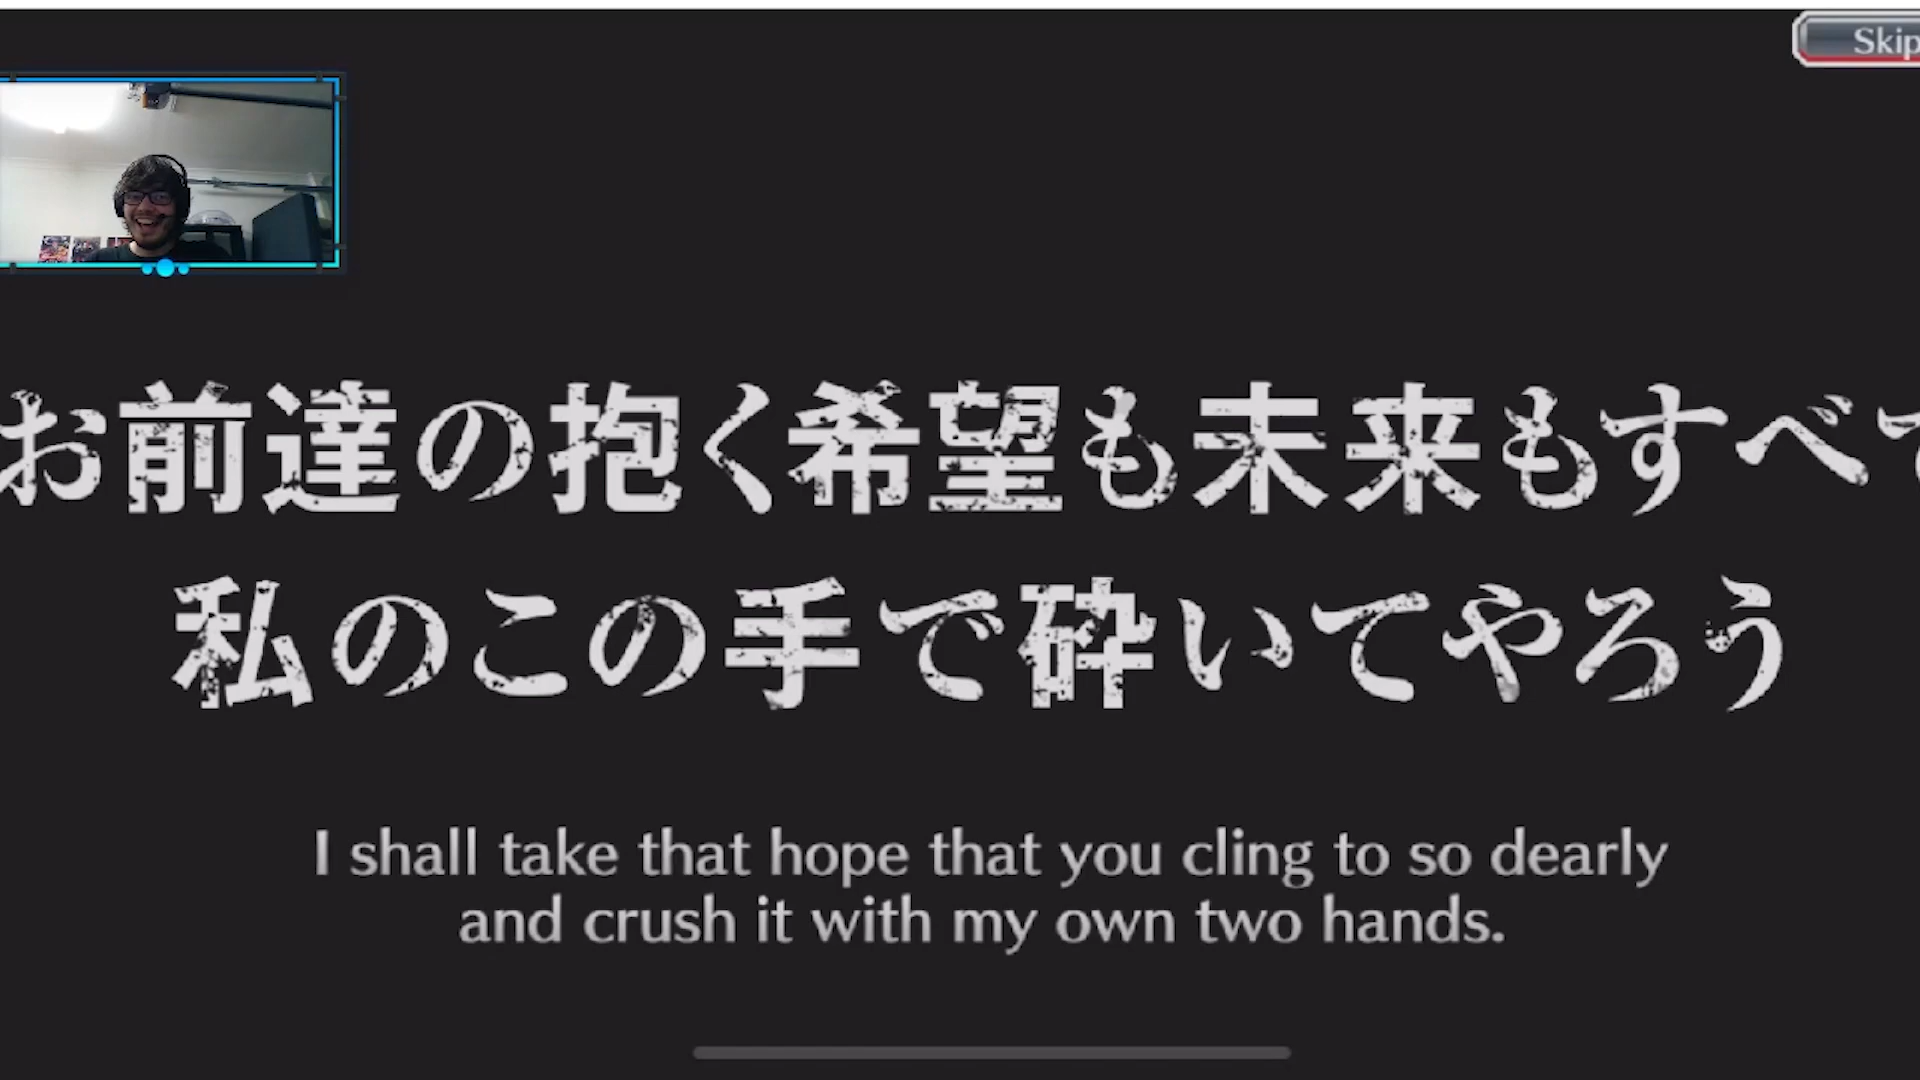 Skip
お前達の抱く希望も未来もすべて
私のこの手で砕いてやろう
I shall take that hope that you cling to so dearly
and crush it with my own two hands.